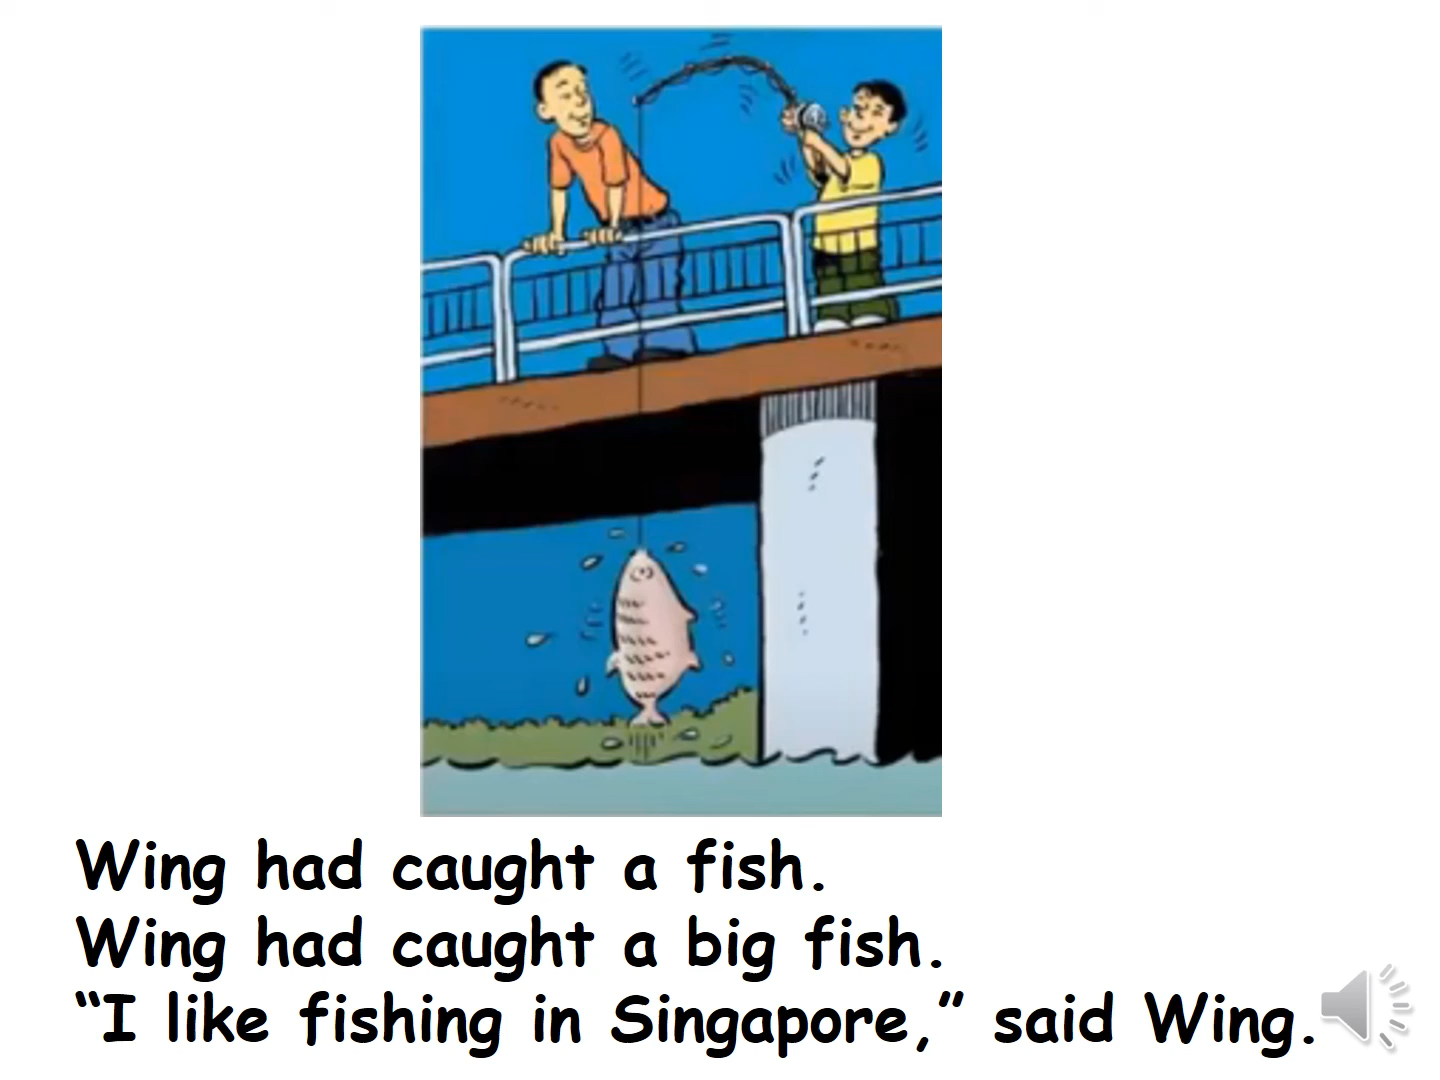 Wing had caught a fish.
Wing had caught a big fish.
“I like fishing in Singapore,” said Wing.